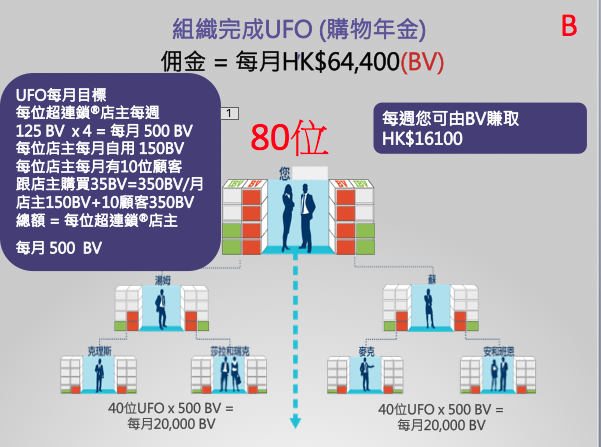 組織完成UFO (購物年金)
B
佣金 = 每月HK$64,400(BV)
UFO每月目標
每位超連鎖®店主每週
125 BV x 4 = 每月 500 BV
每位店主每月自用 150BV
每位店主每月有10位顧客
跟店主購買35BV=350BV/月
店主150BV+10顧客350BV
總額 = 每位超連鎖®店主
每月 500 BV
1
80位
每週您可由BV賺取
HK$16100
您
BV
BV
BV
BV
湯姆
蘇
克理斯
莎拉和瑞克
麥克
安和班恩
40位UFO x 500 BV =
每月20,000 BV
40位UFO x 500 BV =
每月20,000 BV